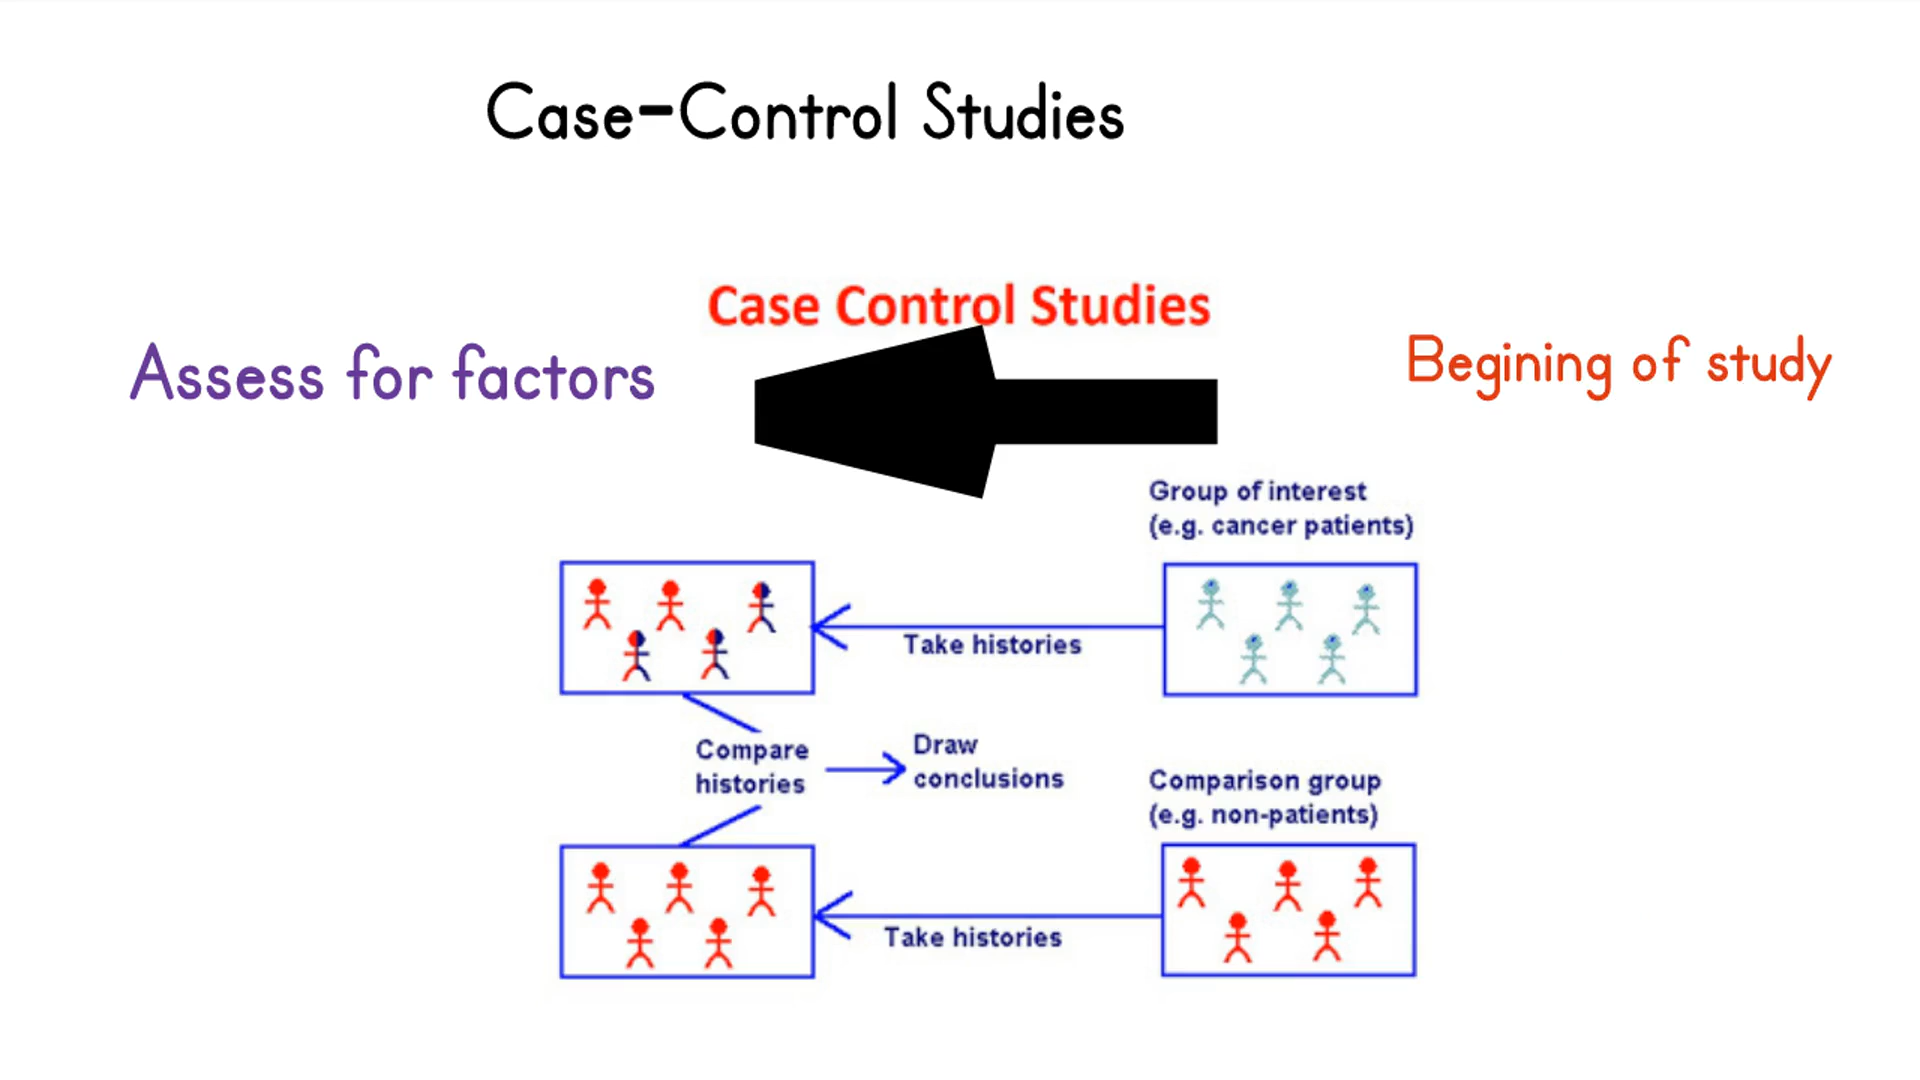 Case-Control Studies
Case Control Studies
Assess for factors
Begining of study
Group of interest
(e.g. cancer patients)
Take histories
Compare
histories
Draw
conclusions
Comparison group
(e.g. non-patients)
Take histories